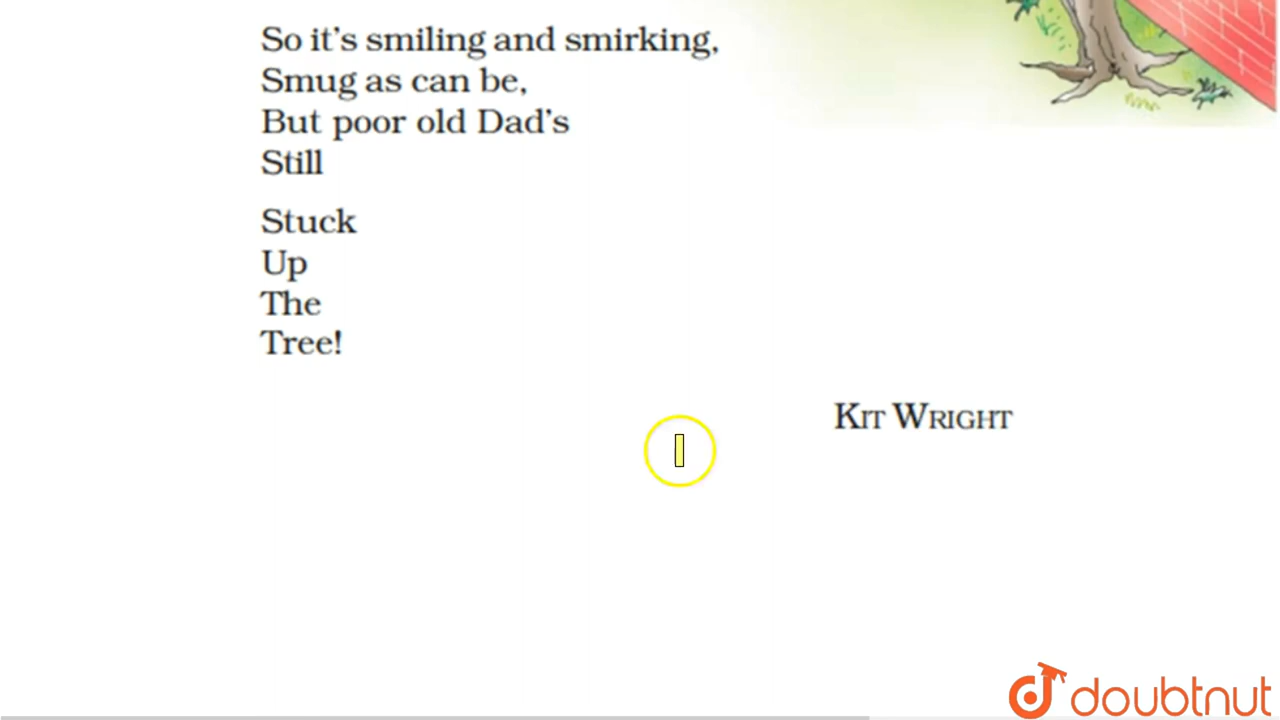 So it's smiling and smirking,
Smug as can be,
But poor old Dad's
Still
Stuck
Up
The
Tree!
KIT WRIGHT
doubtnut